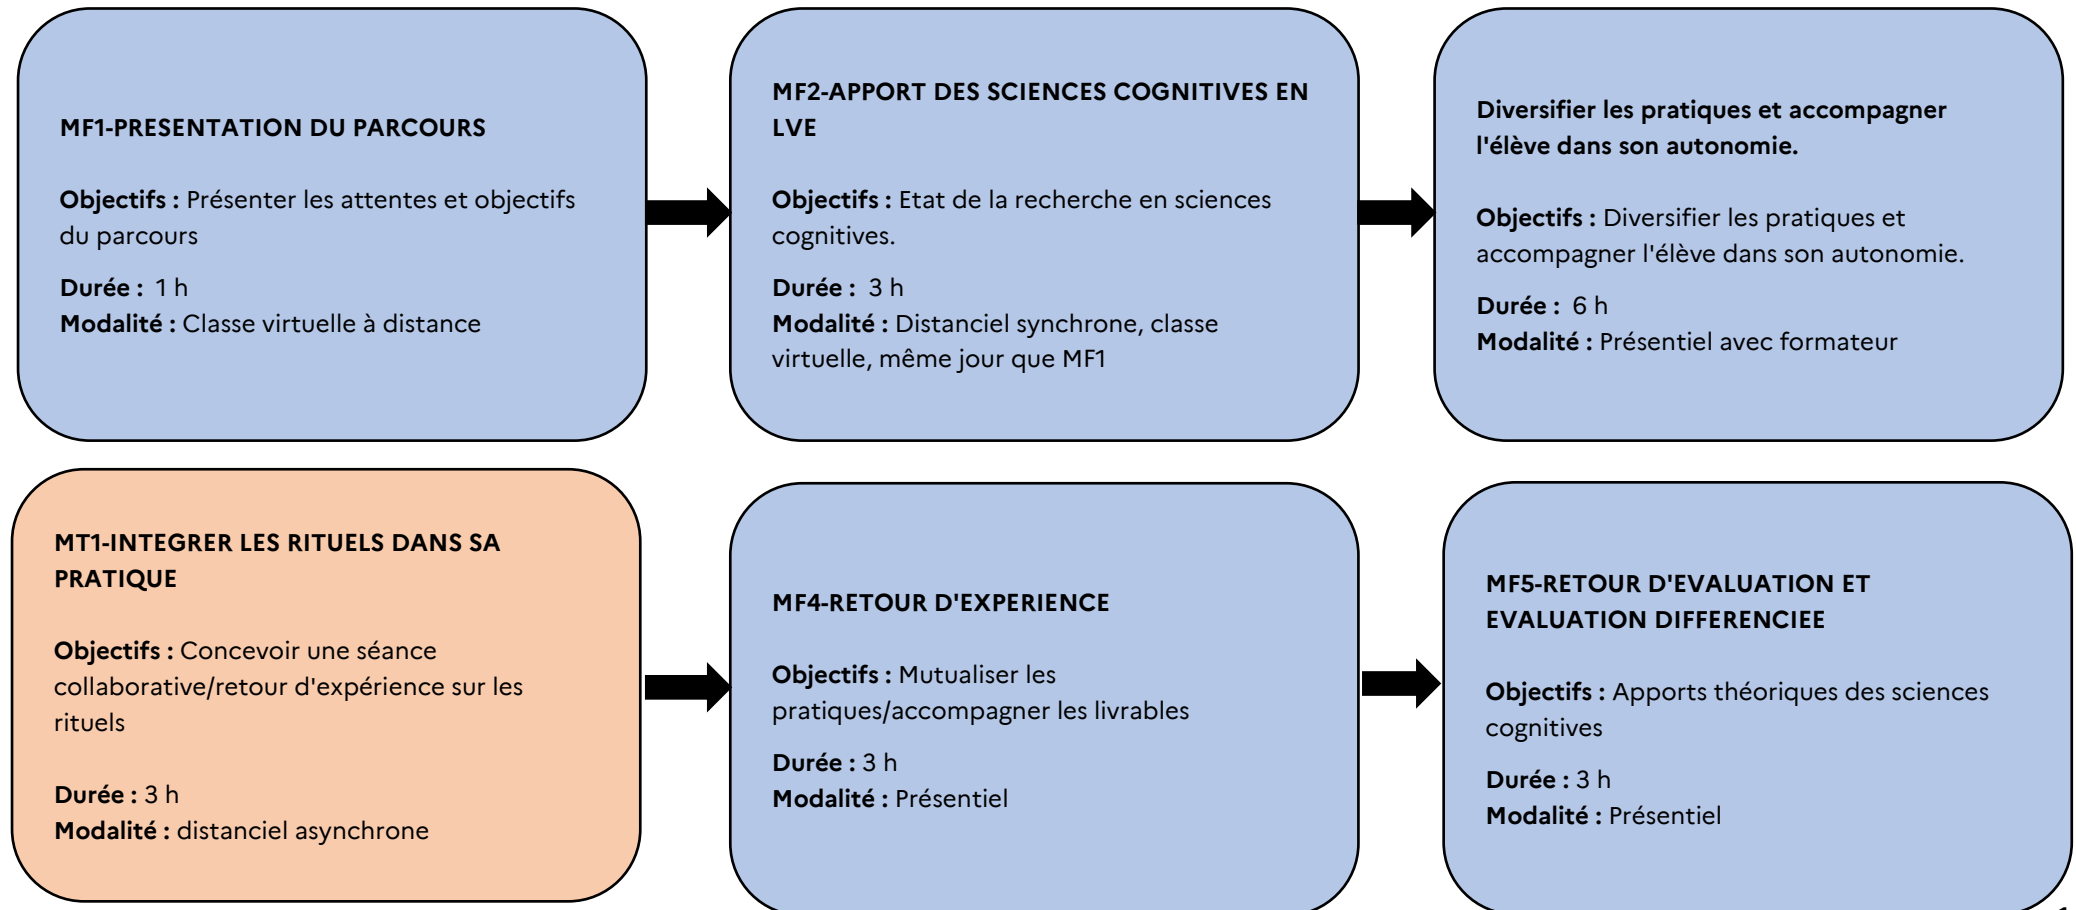 MF1-PRESENTATION DU PARCOURS
Objectifs : Présenter les attentes et objectifs
du parcours
Durée : 1 h
Modalité : Classe virtuelle à distance
MF2-APPORT DES SCIENCES COGNITIVES EN
LVE
Objectifs : Etat de la recherche en sciences
cognitives.
Durée : 3 h
Modalité : Distanciel synchrone, classe
virtuelle, même jour que MF1
Diversifier les pratiques et accompagner
l'élève dans son autonomie.
Objectifs : Diversifier les pratiques et
accompagner l'élève dans son autonomie.
Durée : 6 h
Modalité : Présentiel avec formateur
MT1-INTEGRER LES RITUELS DANS SA
PRATIQUE
Objectifs : Concevoir une séance
collaborative/retour d'expérience sur les
rituels
Durée : 3 h
Modalité : distanciel asynchrone
MF4-RETOUR D'EXPERIENCE
Objectifs : Mutualiser les
pratiques/accompagner les livrables
Durée : 3 h
Modalité : Présentiel
MF5-RETOUR D'EVALUATION ET
EVALUATION DIFFERENCIEE
Objectifs : Apports théoriques des sciences
cognitives
Durée : 3 h
Modalité : Présentiel